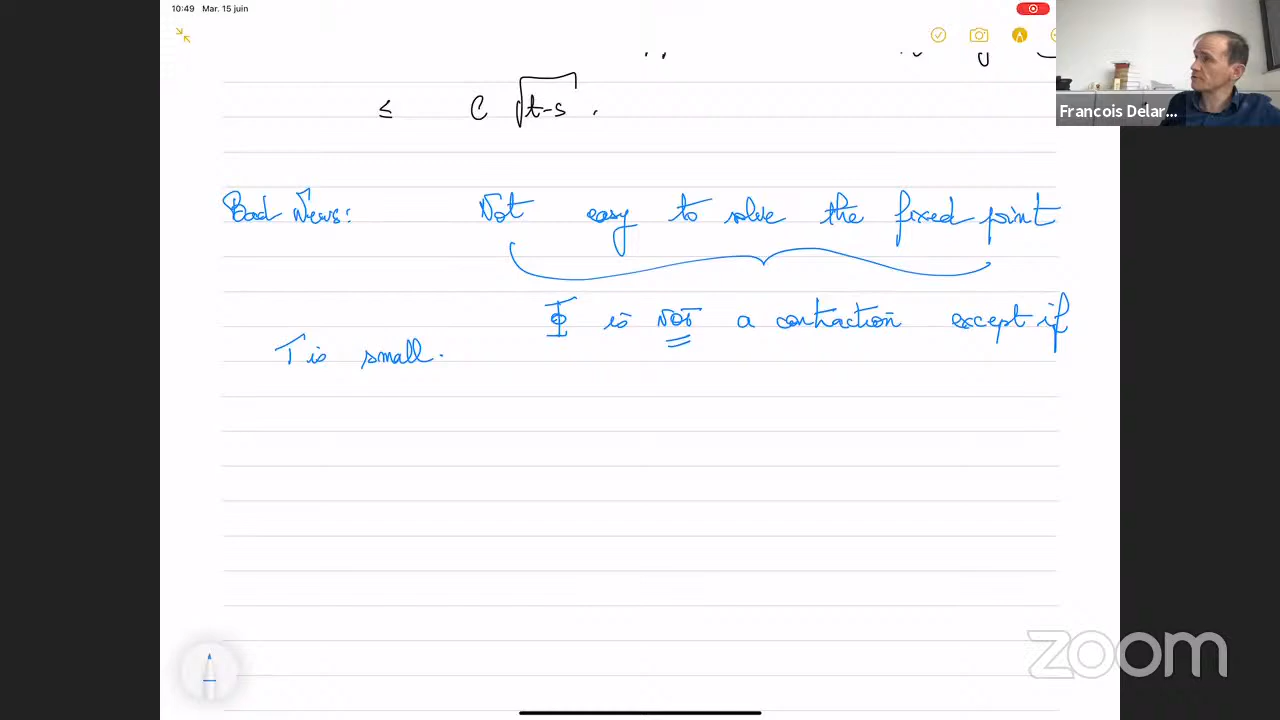 10:49 Mar. 15 juin
Francois Delar...
≤ C √t-s .
Bad News: Not easy to solve the fixed point
Φ is NOT a contraction except if
T is small.
zoom